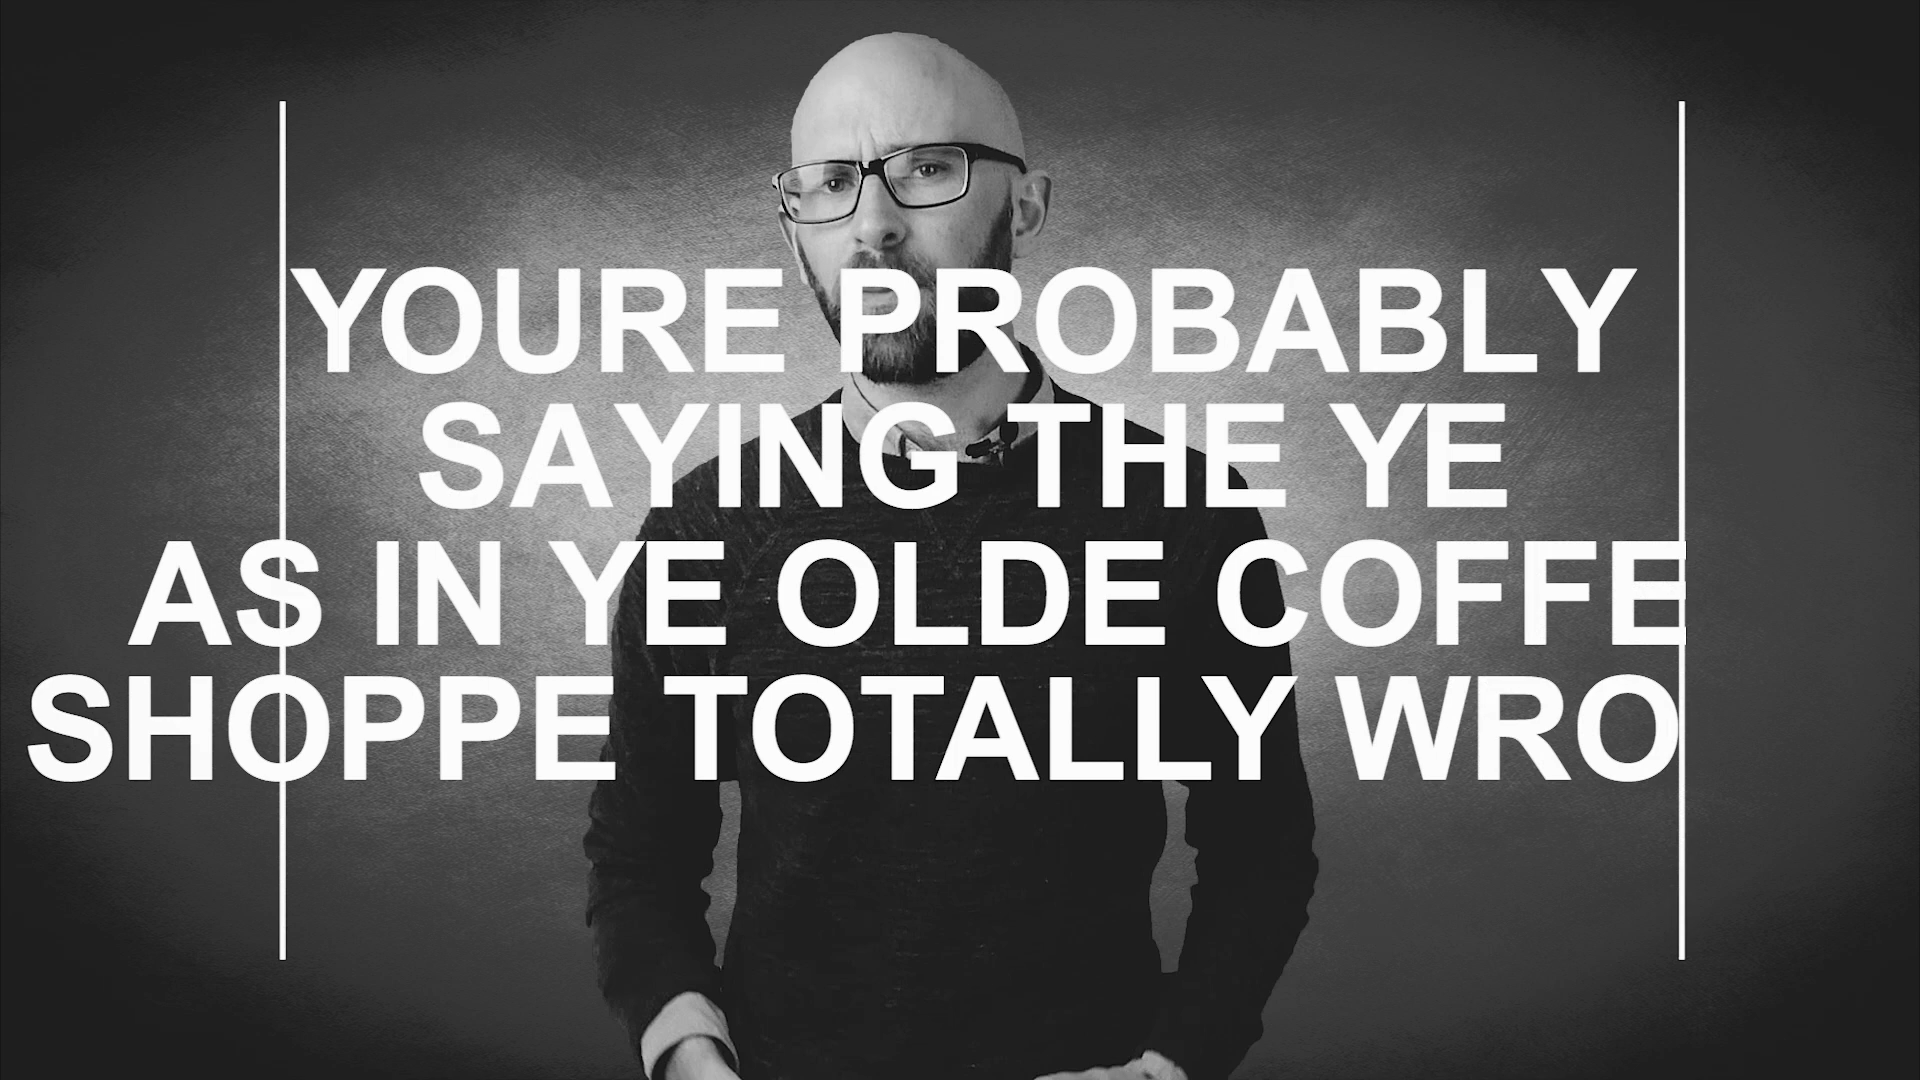 YOURE PROBABLY
SAYING THE YE
AS IN YE OLDE COFFE
SHOPPE TOTALLY WRO